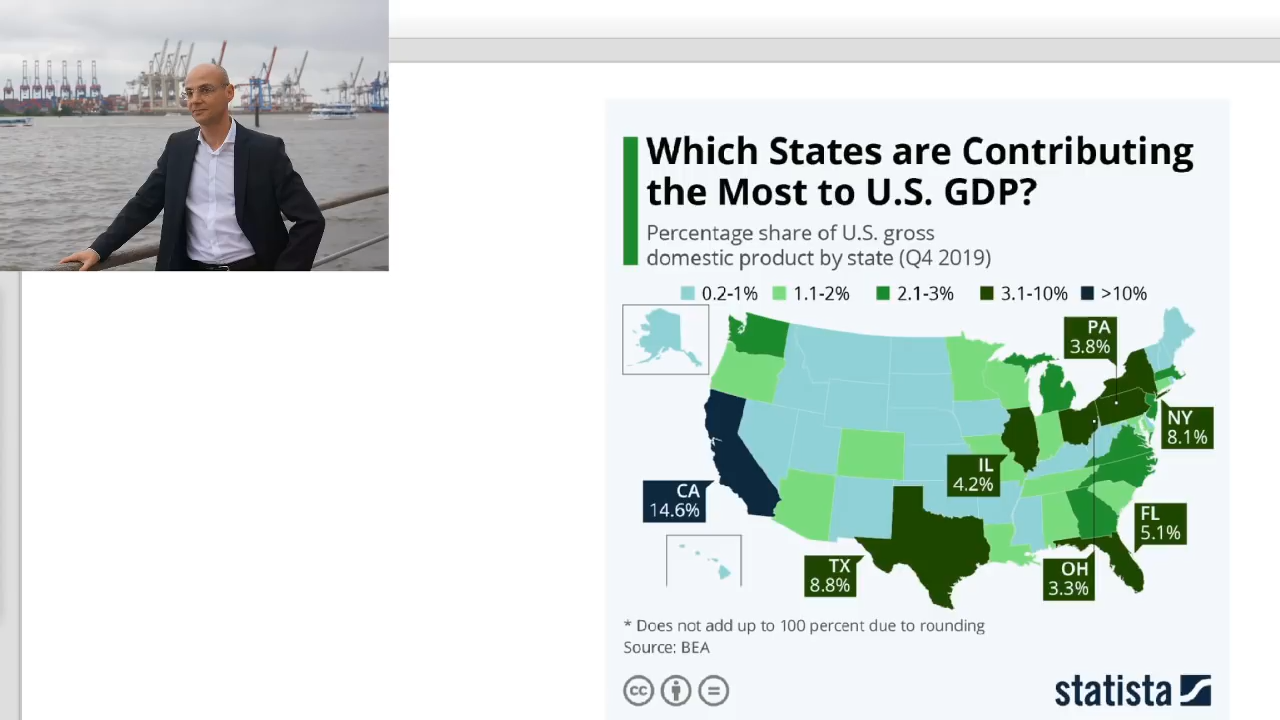 Which States are Contributing
the Most to U.S. GDP?
Percentage share of U.S. gross
domestic product by state (Q4 2019)
0.2-1% 1.1-2% 2.1-3% 3.1-10% >10%
PA
3.8%
NY
8.1%
IL
4.2%
CA
14.6%
FL
5.1%
TX
8.8%
OH
3.3%
* Does not add up to 100 percent due to rounding
Source: BEA
cc
statista